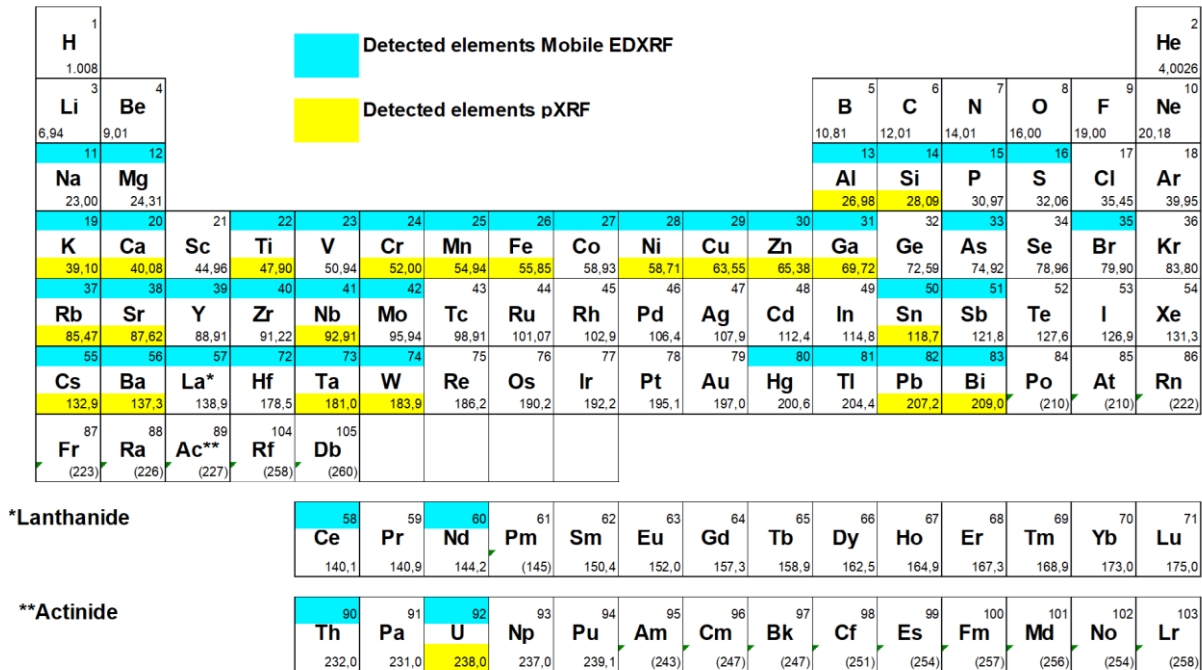 1 2
H Detected elements Mobile EDXRF He
1.008 4,0026
3 4 5 6 7 8 9 10
Li Be Detected elements pXRF B C N O F Ne
6,94 9,01 10,81 12,01 14,01 16,00 19,00 20,18
11 12 13 14 15 16 17 18
Na Mg Al Si P S Cl Ar
23,00 24,31 26,98 28,09 30,97 32,06 35,45 39,95
19 20 21 22 23 24 25 26 27 28 29 30 31 32 33 34 35 36
K Ca Sc Ti V Cr Mn Fe Co Ni Cu Zn Ga Ge As Se Br Kr
39,10 40,08 44,96 47,90 50,94 52,00 54,94 55,85 58,93 58,71 63,55 65,38 69,72 72,59 74,92 78,96 79,90 83,80
37 38 39 40 41 42 43 44 45 46 47 48 49 50 51 52 53 54
Rb Sr Y Zr Nb Mo Tc Ru Rh Pd Ag Cd In Sn Sb Te I Xe
85,47 87,62 88,91 91,22 92,91 95,94 98,91 101,07 102,9 106,4 107,9 112,4 114,8 118,7 121,8 127,6 126,9 131,3
55 56 57 72 73 74 75 76 77 78 79 80 81 82 83 84 85 86
Cs Ba La* Hf Ta W Re Os Ir Pt Au Hg Tl Pb Bi Po At Rn
132,9 137,3 138,9 178,5 181,0 183,9 186,2 190,2 192,2 195,1 197,0 200,6 204,4 207,2 209,0 (210) (210) (222)
87 88 89 104 105
Fr Ra Ac** Rf Db
(223) (226) (227) (258) (260)
*Lanthanide 58 59 60 61 62 63 64 65 66 67 68 69 70 71
Ce Pr Nd Pm Sm Eu Gd Tb Dy Ho Er Tm Yb Lu
140,1 140,9 144,2 (145) 150,4 152,0 157,3 158,9 162,5 164,9 167,3 168,9 173,0 175,0
**Actinide 90 91 92 93 94 95 96 97 98 99 100 101 102 103
Th Pa U Np Pu Am Cm Bk Cf Es Fm Md No Lr
232,0 231,0 238,0 237,0 239,1 (243) (247) (247) (251) (254) (257) (256) (254) (258)